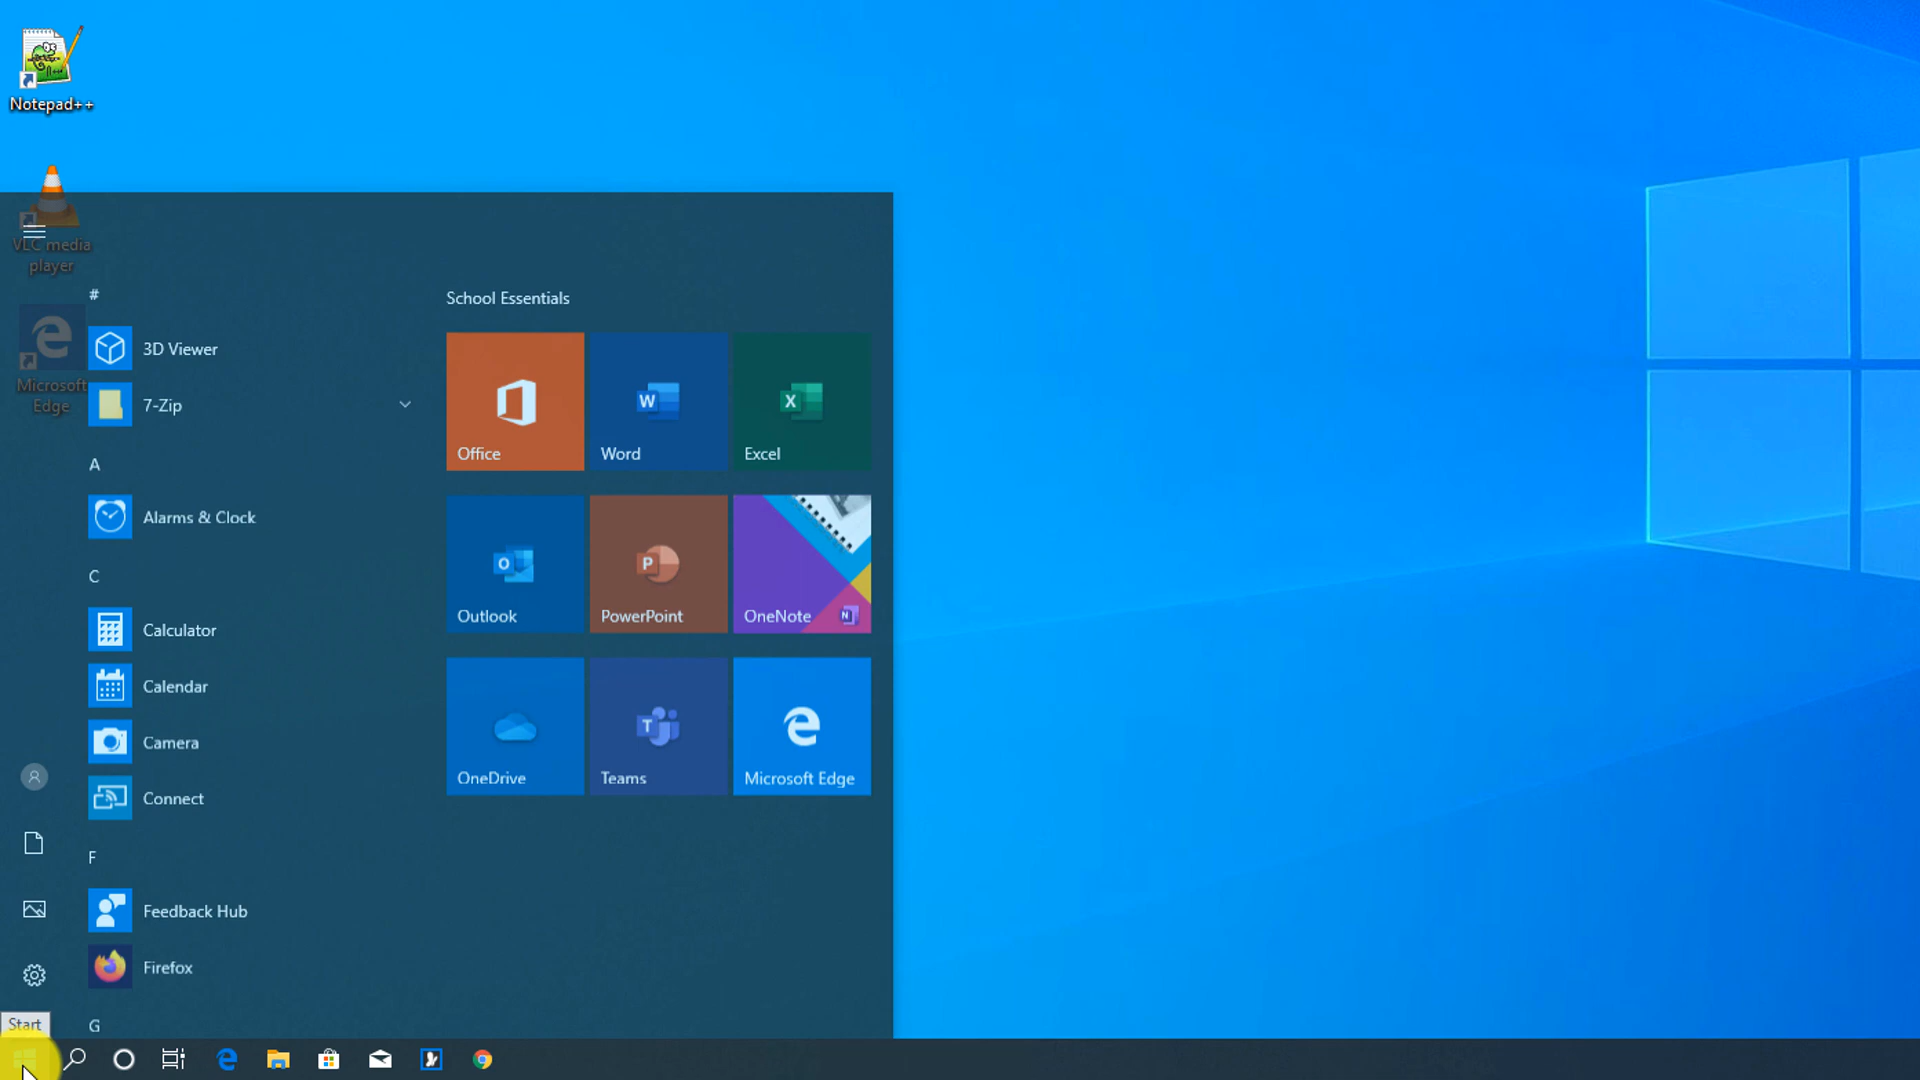 Notepad++
VLC media
player
Microsoft
Edge
#
3D Viewer
7-Zip
A
Alarms & Clock
C
Calculator
Calendar
Camera
Connect
F
Feedback Hub
Firefox
G
School Essentials
Office
Word
Excel
Outlook
PowerPoint
OneNote
OneDrive
Teams
Microsoft Edge
Start